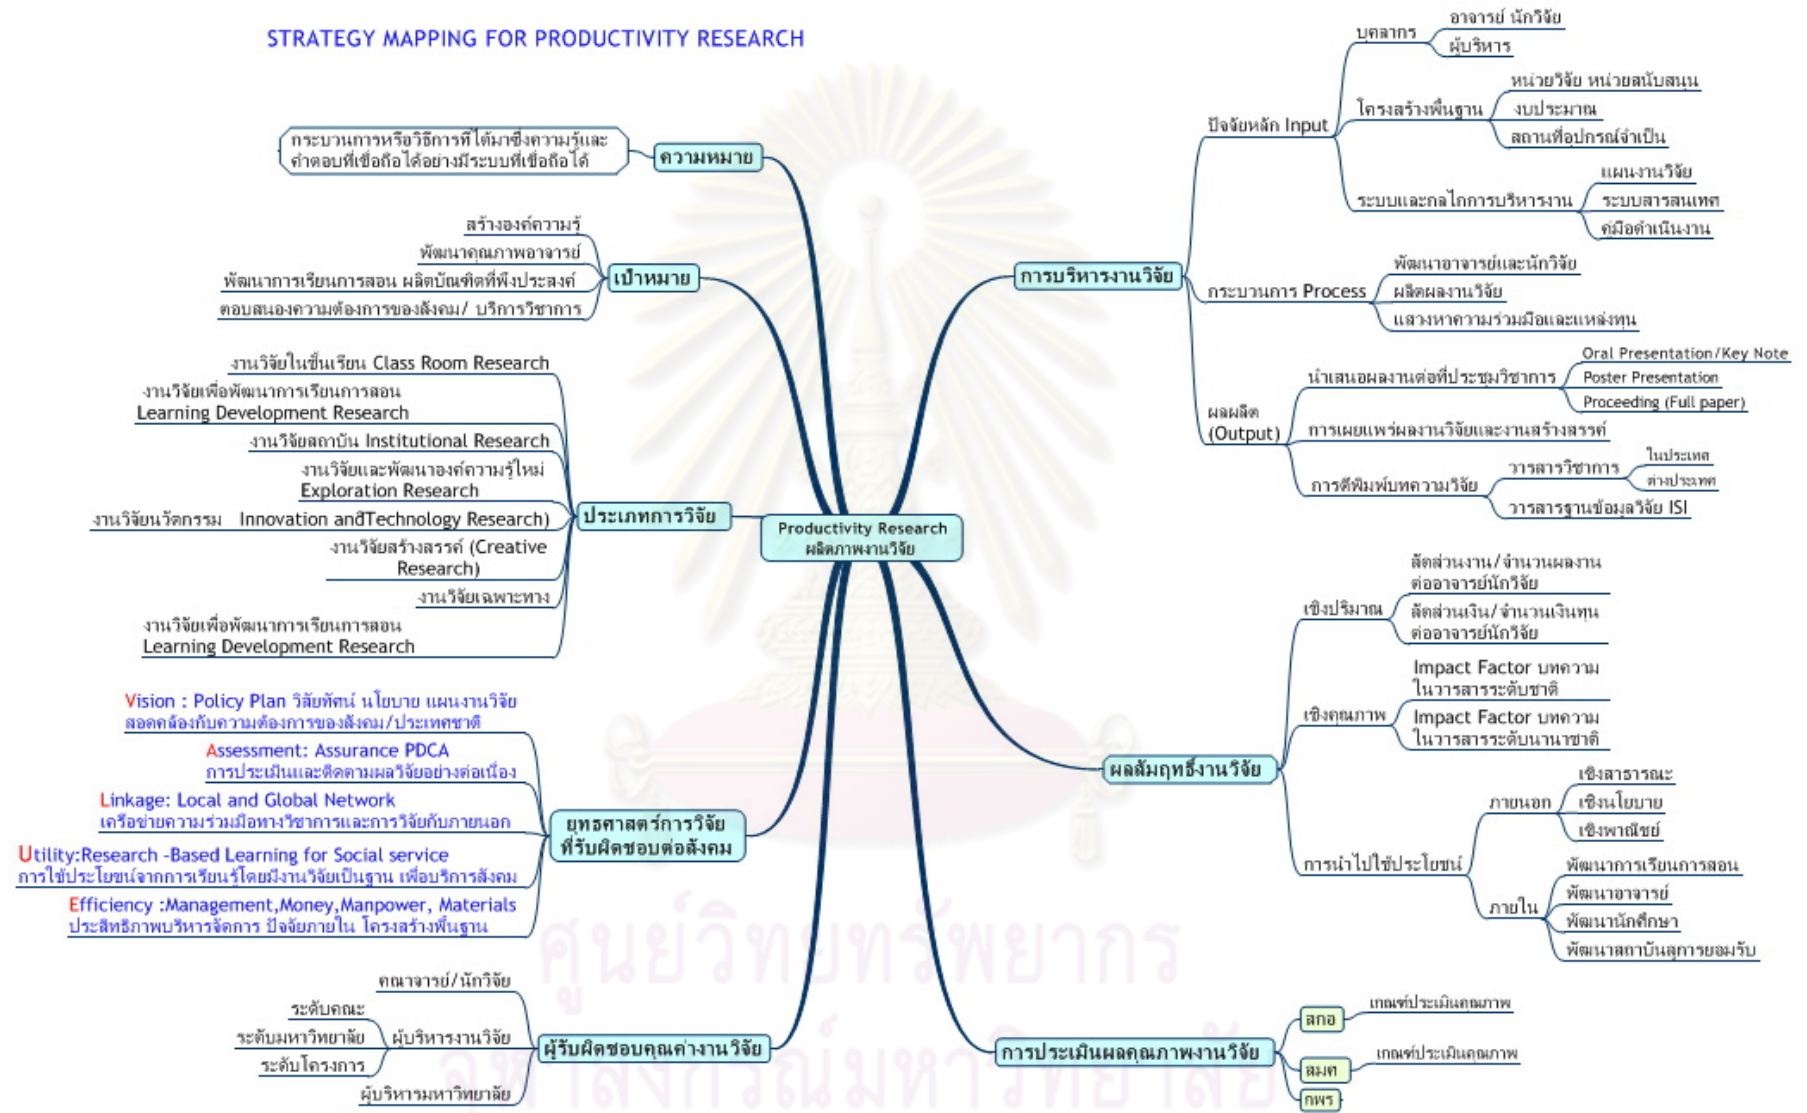 STRATEGY MAPPING FOR PRODUCTIVITY RESEARCH
Productivity Research
ผลิตภาพงานวิจัย
ความหมาย
กระบวนการหรือวิธีการที่ได้มาซึ่งความรู้และ
คำตอบที่เชื่อถือได้อย่างมีระบบที่เชื่อถือได้
เป้าหมาย
สร้างองค์ความรู้
พัฒนาคุณภาพอาจารย์
พัฒนาการเรียนการสอน ผลิตบัณฑิตที่พึงประสงค์
ตอบสนองความต้องการของสังคม/ บริการวิชาการ
ประเภทการวิจัย
งานวิจัยในชั้นเรียน Class Room Research
งานวิจัยเพื่อพัฒนาการเรียนการสอน
Learning Development Research
งานวิจัยสถาบัน Institutional Research
งานวิจัยและพัฒนาองค์ความรู้ใหม่
Exploration Research
งานวิจัยนวัตกรรม Innovation andTechnology Research)
งานวิจัยสร้างสรรค์ (Creative
Research)
งานวิจัยเฉพาะทาง
งานวิจัยเพื่อพัฒนาการเรียนการสอน
Learning Development Research
ยุทธศาสตร์การวิจัย
ที่รับผิดชอบต่อสังคม
Vision : Policy Plan วิสัยทัศน์ นโยบาย แผนงานวิจัย
สอดคล้องกับความต้องการของสังคม/ประเทศชาติ
Assessment: Assurance PDCA
การประเมินและติดตามผลวิจัยอย่างต่อเนื่อง
Linkage: Local and Global Network
เครือข่ายความร่วมมือทางวิชาการและการวิจัยกับภายนอก
Utility:Research -Based Learning for Social service
การใช้ประโยชน์จากการเรียนรู้โดยมีงานวิจัยเป็นฐาน เพื่อบริการสังคม
Efficiency :Management,Money,Manpower, Materials
ประสิทธิภาพบริหารจัดการ ปัจจัยภายใน โครงสร้างพื้นฐาน
ผู้รับผิดชอบคุณค่างานวิจัย
คณาจารย์/นักวิจัย
ผู้บริหารงานวิจัย
ระดับคณะ
ระดับมหาวิทยาลัย
ระดับโครงการ
ผู้บริหารมหาวิทยาลัย
การบริหารงานวิจัย
ปัจจัยหลัก Input
บุคลากร
อาจารย์ นักวิจัย
ผู้บริหาร
โครงสร้างพื้นฐาน
หน่วยวิจัย หน่วยสนับสนุน
งบประมาณ
สถานที่อุปกรณ์จำเป็น
ระบบและกลไกการบริหารงาน
แผนงานวิจัย
ระบบสารสนเทศ
คู่มือดำเนินงาน
กระบวนการ Process
พัฒนาอาจารย์และนักวิจัย
ผลิตผลงานวิจัย
แสวงหาความร่วมมือและแหล่งทุน
ผลผลิต
(Output)
นำเสนอผลงานต่อที่ประชุมวิชาการ
Oral Presentation/Key Note
Poster Presentation
Proceeding (Full paper)
การเผยแพร่ผลงานวิจัยและงานสร้างสรรค์
การตีพิมพ์บทความวิจัย
วารสารวิชาการ
ในประเทศ
ต่างประเทศ
วารสารฐานข้อมูลวิจัย ISI
ผลสัมฤทธิ์งานวิจัย
เชิงปริมาณ
สัดส่วนงาน/จำนวนผลงาน
ต่ออาจารย์นักวิจัย
สัดส่วนเงิน/จำนวนเงินทุน
ต่ออาจารย์นักวิจัย
เชิงคุณภาพ
Impact Factor บทความ
ในวารสารระดับชาติ
Impact Factor บทความ
ในวารสารระดับนานาชาติ
การนำไปใช้ประโยชน์
ภายนอก
เชิงสาธารณะ
เชิงนโยบาย
เชิงพาณิชย์
ภายใน
พัฒนาการเรียนการสอน
พัฒนาอาจารย์
พัฒนานักศึกษา
พัฒนาสถาบันสู่การยอมรับ
การประเมินผลคุณภาพงานวิจัย
สกอ
เกณฑ์ประเมินคุณภาพ
สมศ
เกณฑ์ประเมินคุณภาพ
กพร
ศูนย์วิทยทรัพยากร
จุฬาลงกรณ์มหาวิทยาลัย